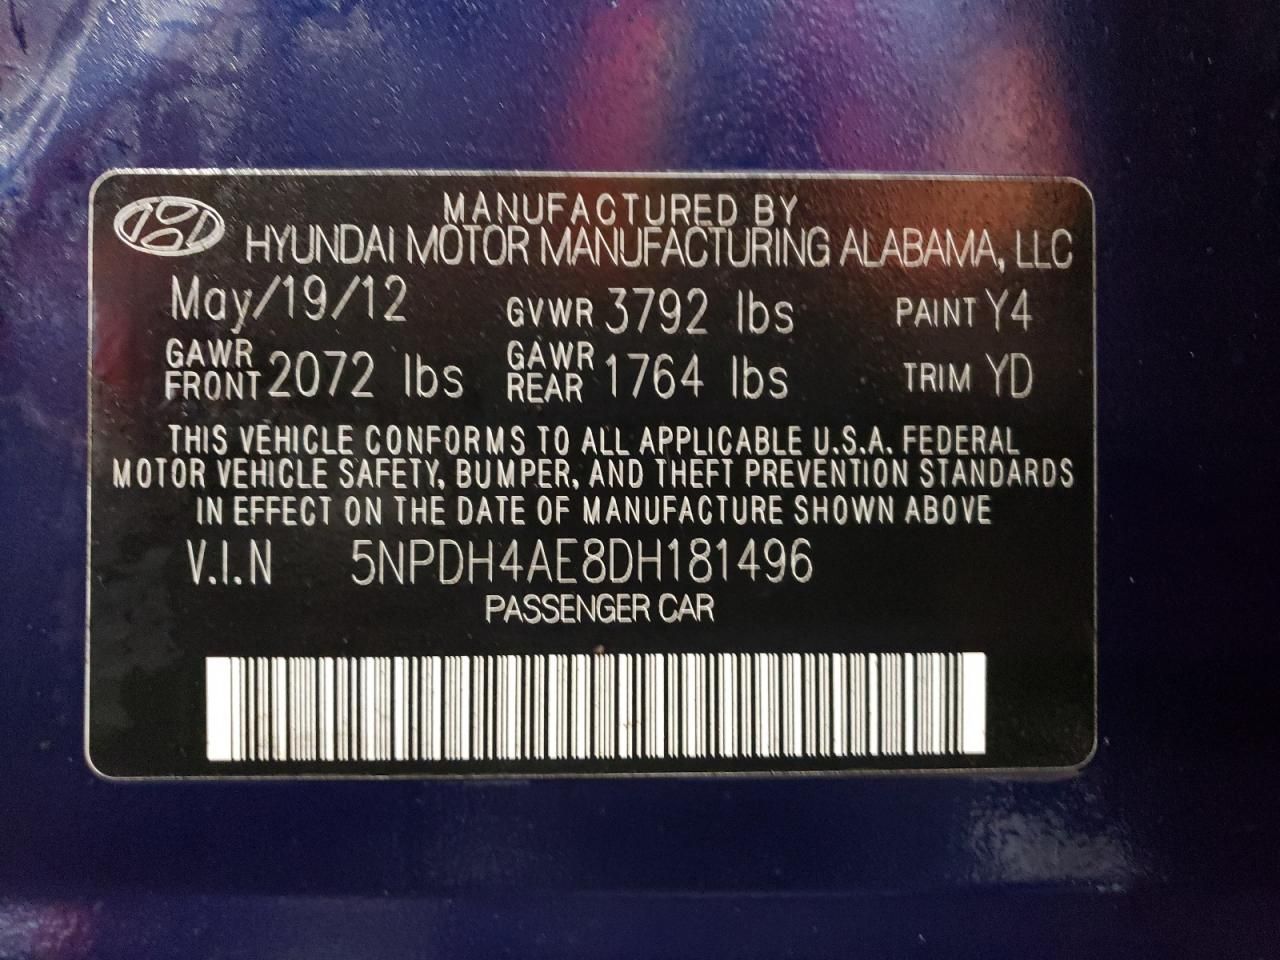 MANUFACTURED BY
HYUNDAI MOTOR MANUFACTURING ALABAMA, LLC
May/19/12 GVWR 3792 lbs PAINT Y4
GAWR FRONT 2072 lbs GAWR REAR 1764 lbs TRIM YD
THIS VEHICLE CONFORMS TO ALL APPLICABLE U.S.A. FEDERAL
MOTOR VEHICLE SAFETY, BUMPER, AND THEFT PREVENTION STANDARDS
IN EFFECT ON THE DATE OF MANUFACTURE SHOWN ABOVE
V.I.N 5NPDH4AE8DH181496
PASSENGER CAR